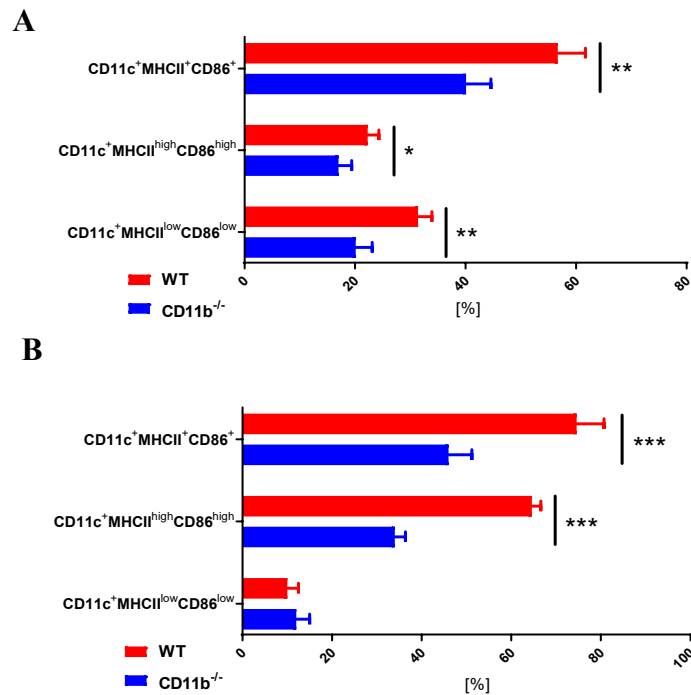 A
CD11c⁺MHCII⁺CD86⁺
**
CD11c⁺MHCIIʰⁱᵍʰCD86ʰⁱᵍʰ
*
CD11c⁺MHCIIˡᵒʷCD86ˡᵒʷ
**
WT
CD11b⁻/⁻
0 20 40 60 80
[%]
B
CD11c⁺MHCII⁺CD86⁺
***
CD11c⁺MHCIIʰⁱᵍʰCD86ʰⁱᵍʰ
***
CD11c⁺MHCIIˡᵒʷCD86ˡᵒʷ
WT
CD11b⁻/⁻
0 20 40 60 80 100
[%]